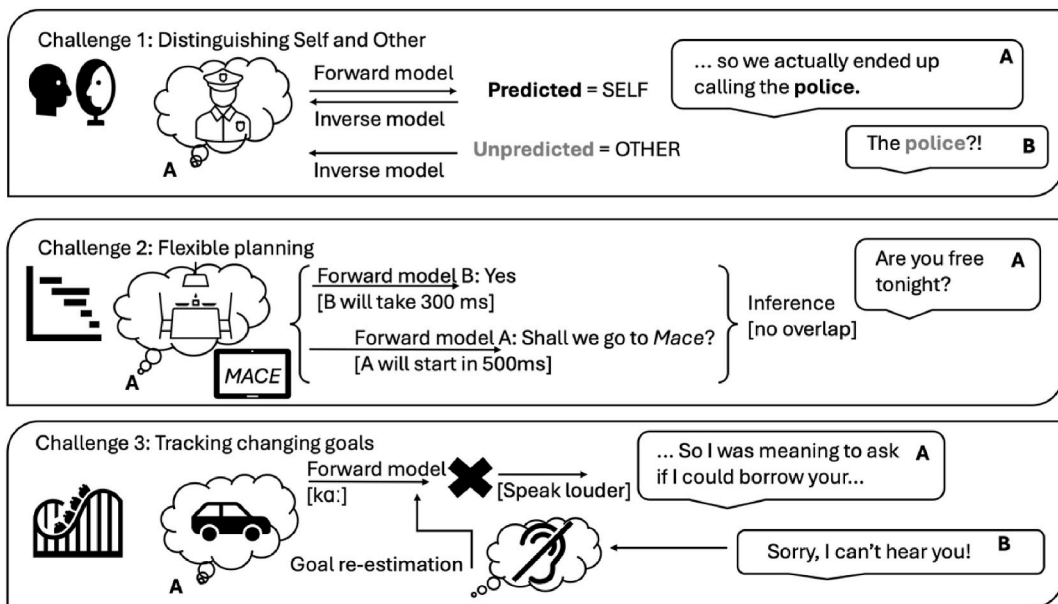 Challenge 1: Distinguishing Self and Other
Forward model
Inverse model
Predicted = SELF
Unpredicted = OTHER
Inverse model
A
... so we actually ended up
calling the police.
A
The police?!
B
Challenge 2: Flexible planning
A
MACE
Forward model B: Yes
[B will take 300 ms]
Forward model A: Shall we go to Mace?
[A will start in 500ms]
Inference
[no overlap]
Are you free
tonight?
A
Challenge 3: Tracking changing goals
A
Forward model
[kɑː]
[Speak louder]
Goal re-estimation
... So I was meaning to ask
if I could borrow your...
A
Sorry, I can't hear you!
B